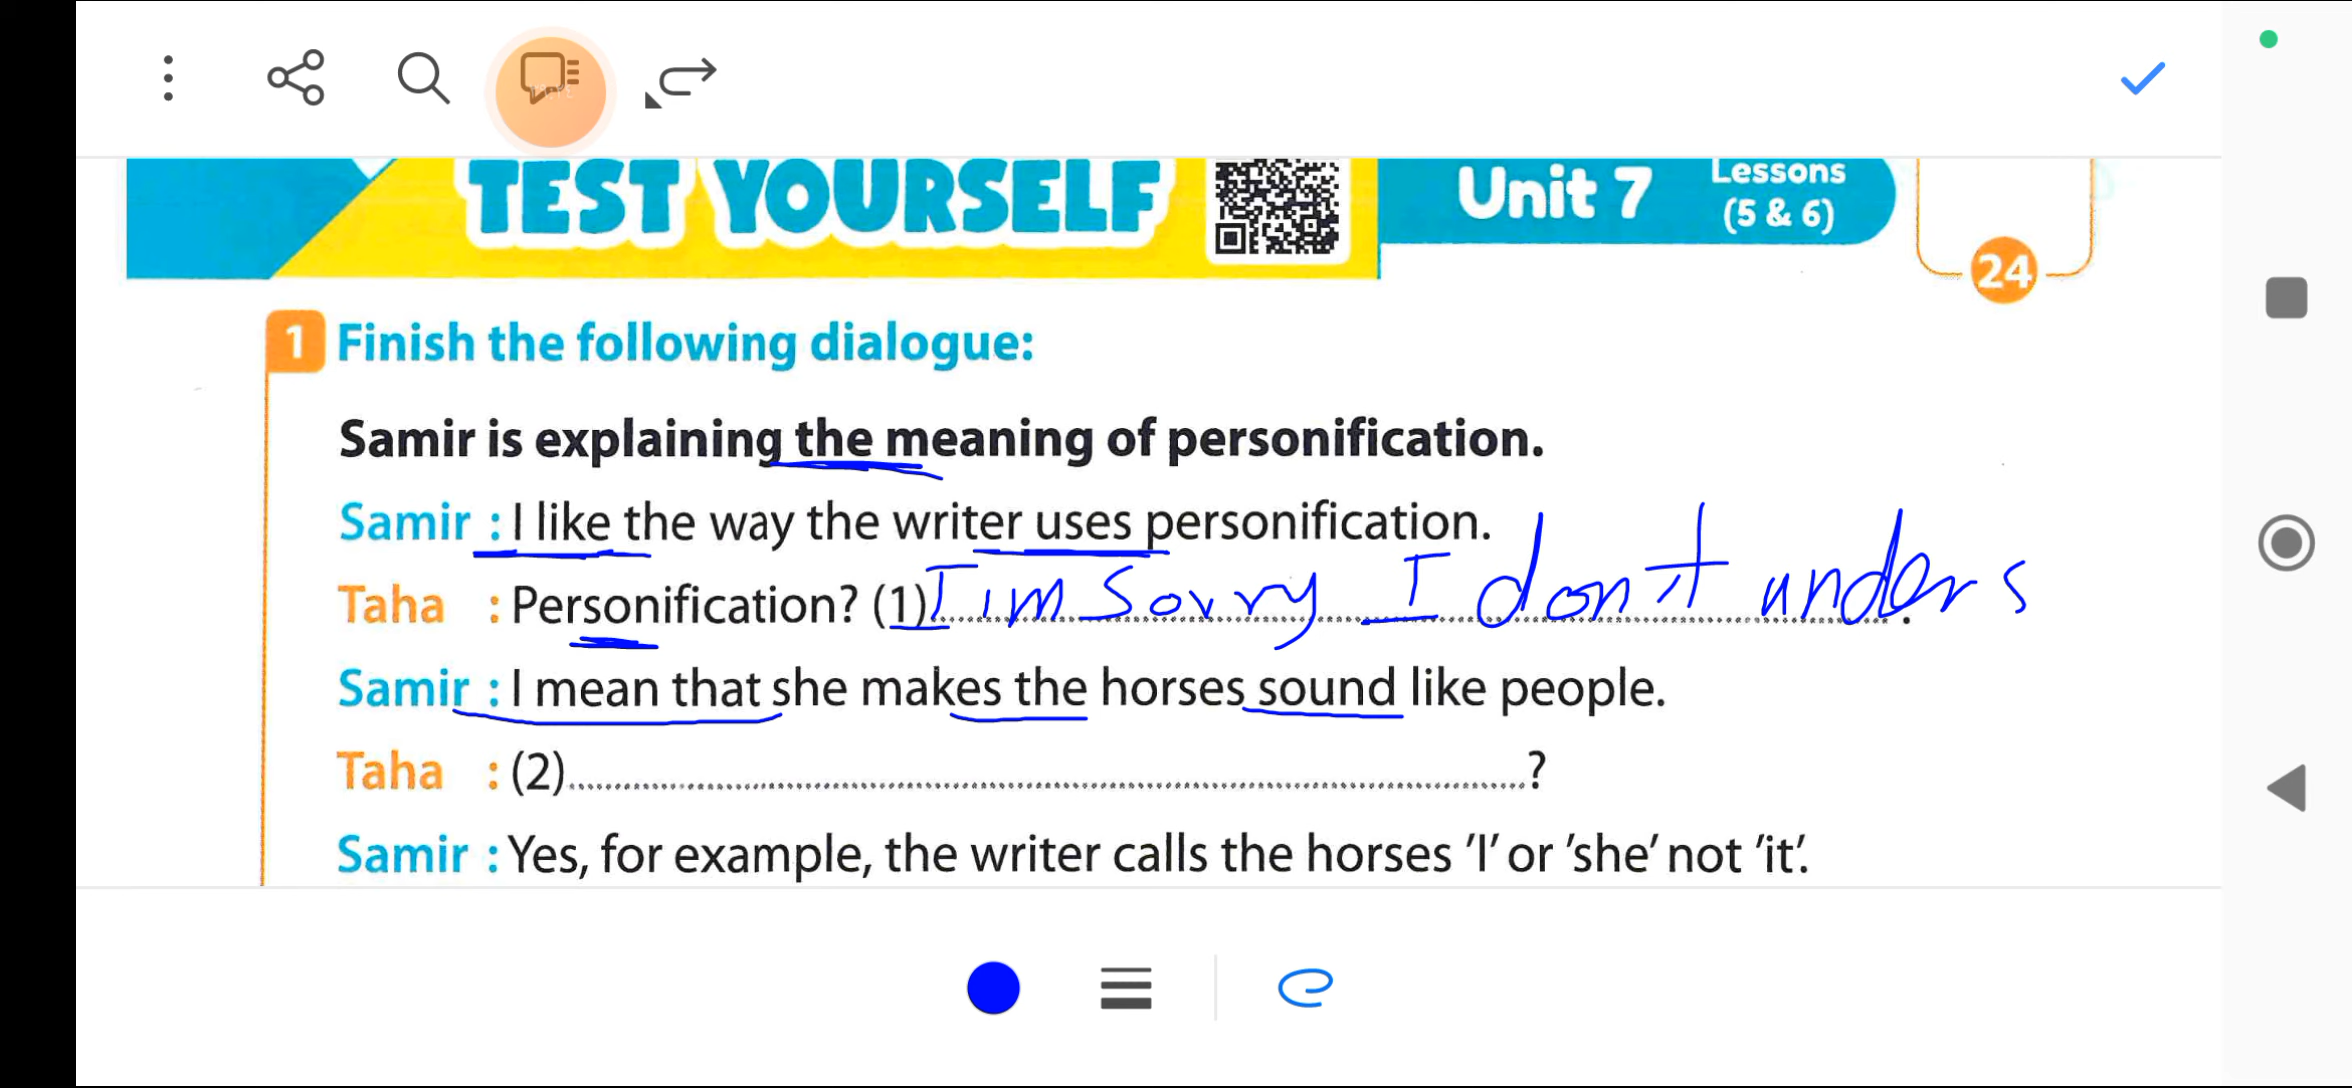 TEST YOURSELF
Unit 7 Lessons (5 & 6)
24
1 Finish the following dialogue:
Samir is explaining the meaning of personification.
Samir : I like the way the writer uses personification.
Taha : Personification? (1) I im Sorry I don't unders.
Samir : I mean that she makes the horses sound like people.
Taha : (2)..........?
Samir : Yes, for example, the writer calls the horses 'I' or 'she' not 'it'.